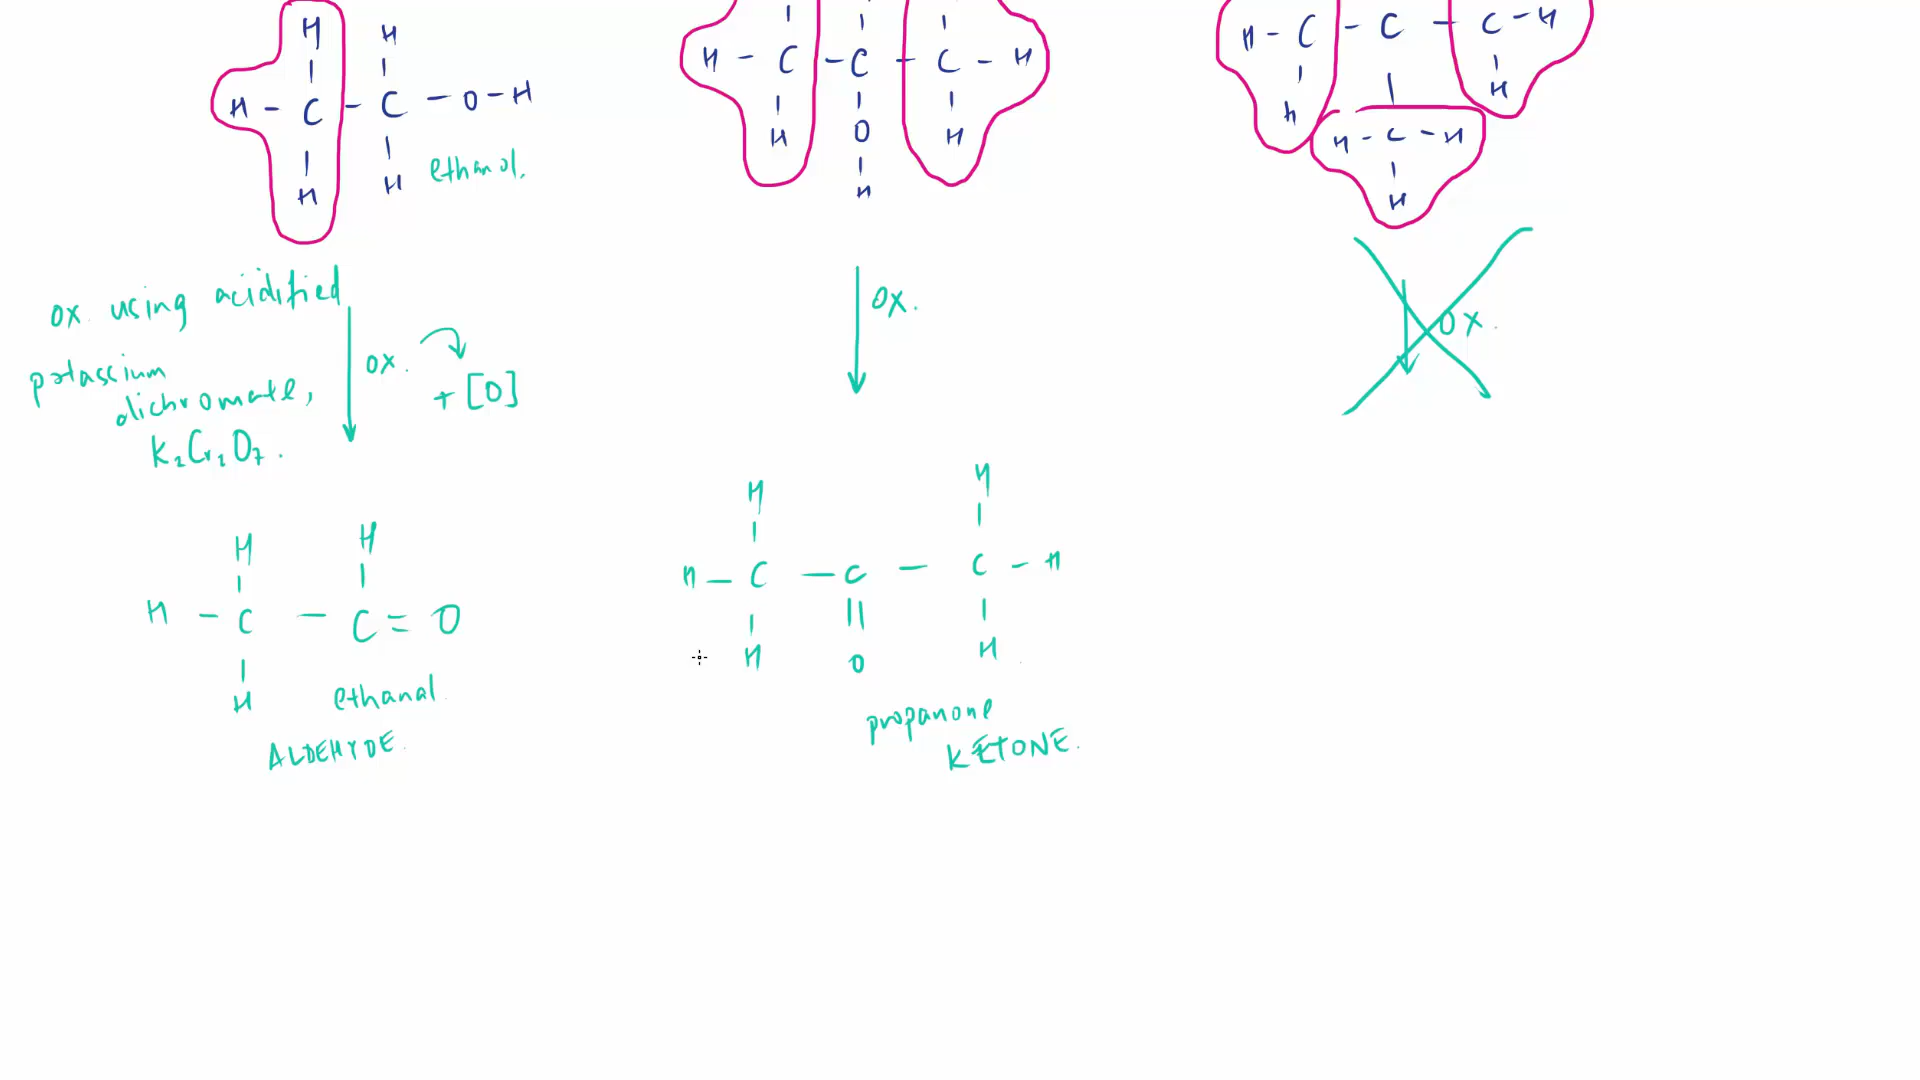 H H
H - C - C - O - H
H H ethanol.
H - C - C - C - H
H O H
H
H - C - C - C - H
H H
H - C - H
H
ox. using acidified
potassium
dichromate,
K₂Cr₂O₇.
ox.
+ [O]
ox.
ox.
H H
H - C - C = O
H
ethanal
ALDEHYDE.
H H
H - C - C - C - H
H O H
propanone
KETONE.